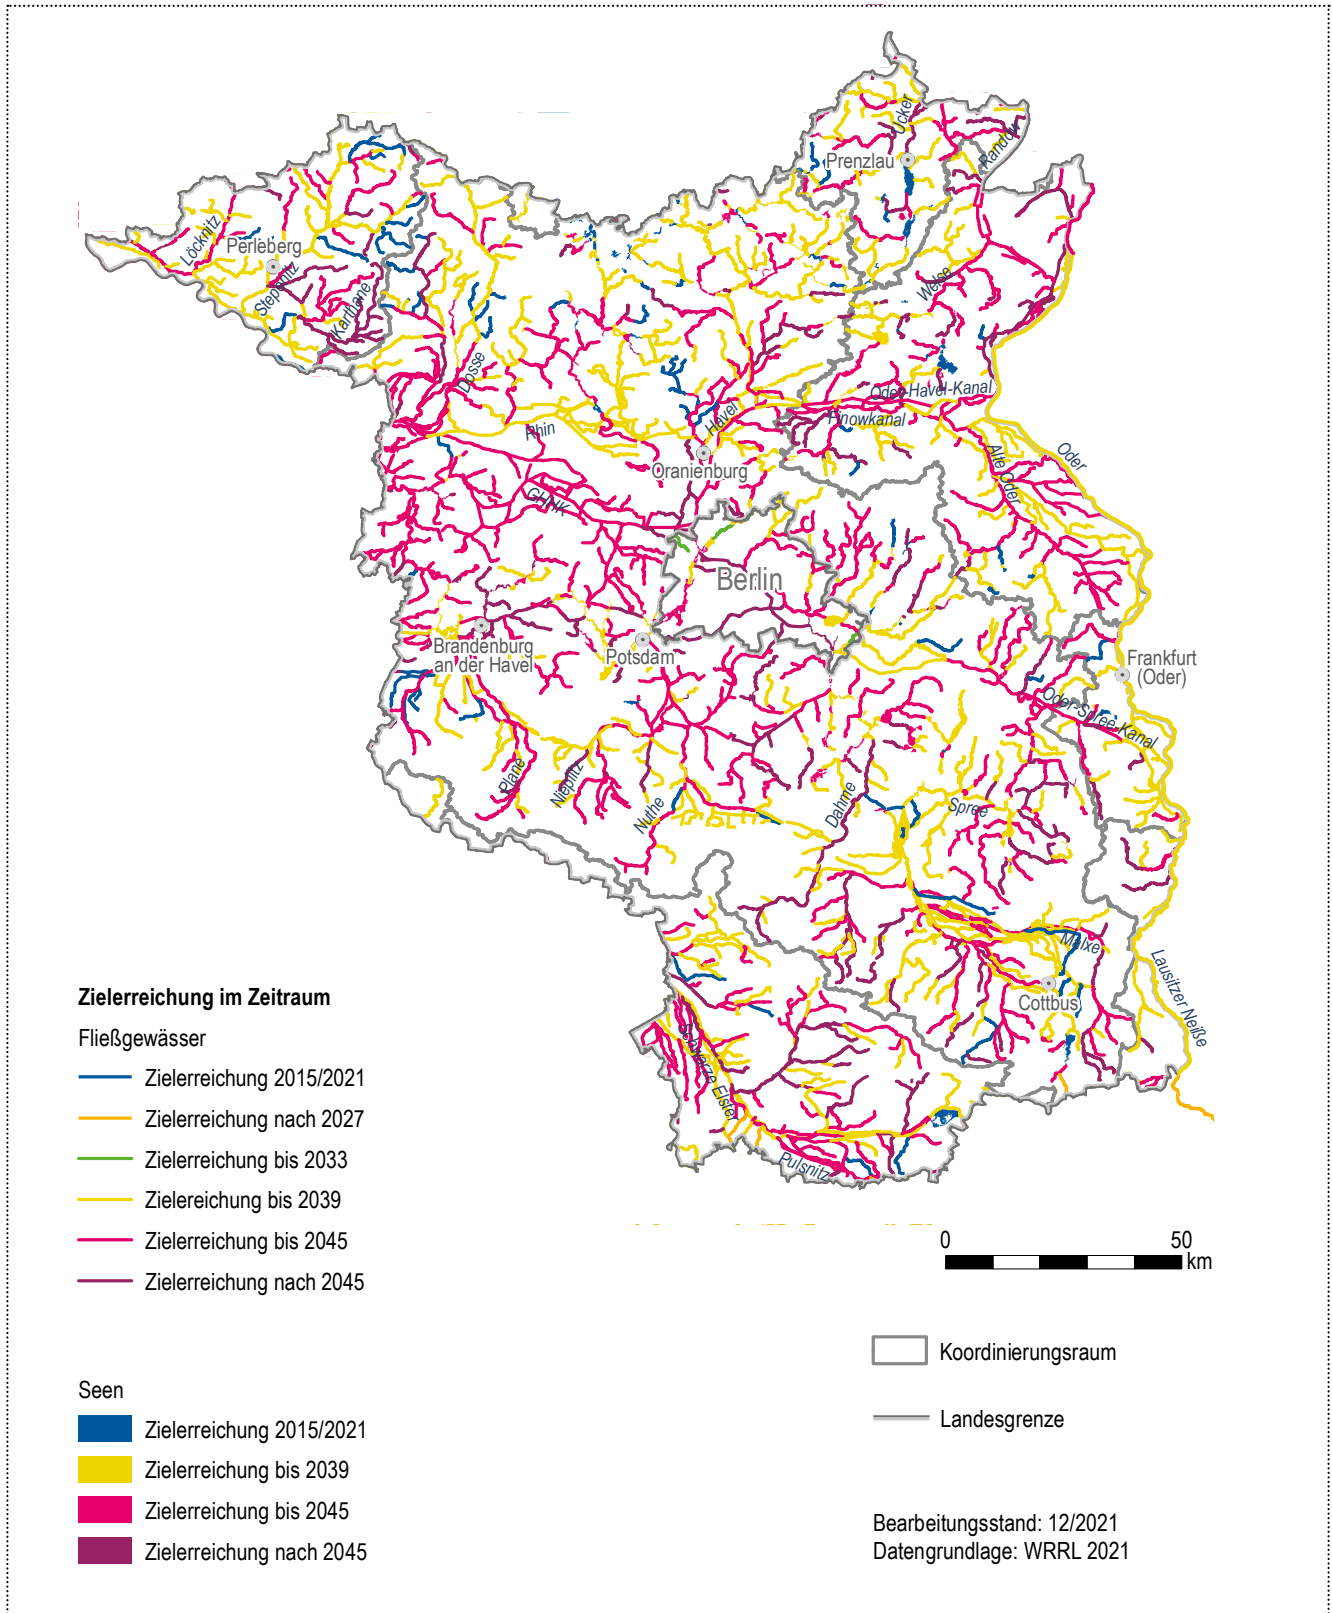 Ucker
Randow
Prenzlau
Löcknitz
Perleberg
Stepenitz
Karthane
Welse
Dosse
Oder-Havel-Kanal
Finowkanal
Havel
Rhin
Oder
Alte Oder
Oranienburg
GHHK
Berlin
Brandenburg
an der Havel
Potsdam
Frankfurt
(Oder)
Oder-Spree-Kanal
Plane
Nieplitz
Nuthe
Dahme
Spree
Malxe
Cottbus
Lausitzer Neiße
Schwarze Elster
Pulsnitz
Zielerreichung im Zeitraum
Fließgewässer
Zielerreichung 2015/2021
Zielerreichung nach 2027
Zielerreichung bis 2033
Zielereichung bis 2039
Zielerreichung bis 2045
Zielerreichung nach 2045
0 50
km
Koordinierungsraum
Landesgrenze
Seen
Zielerreichung 2015/2021
Zielerreichung bis 2039
Zielerreichung bis 2045
Zielerreichung nach 2045
Bearbeitungsstand: 12/2021
Datengrundlage: WRRL 2021